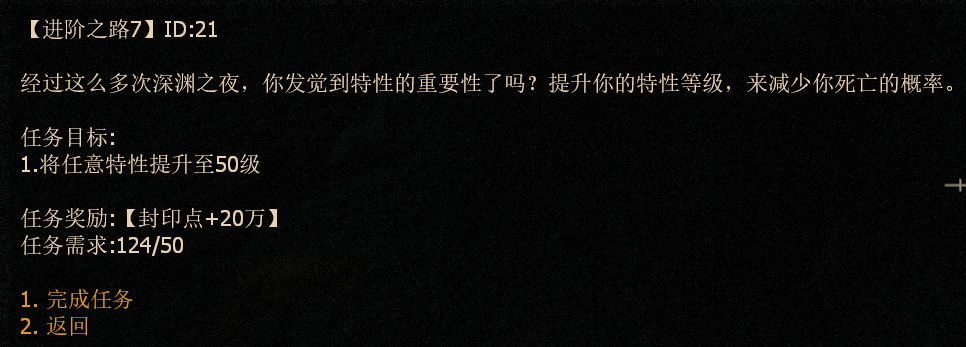 【进阶之路7】ID:21
经过这么多次深渊之夜，你发觉到特性的重要性了吗？提升你的特性等级，来减少你死亡的概率。
任务目标:
1.将任意特性提升至50级
任务奖励:【封印点+20万】
任务需求:124/50
1. 完成任务
2. 返回